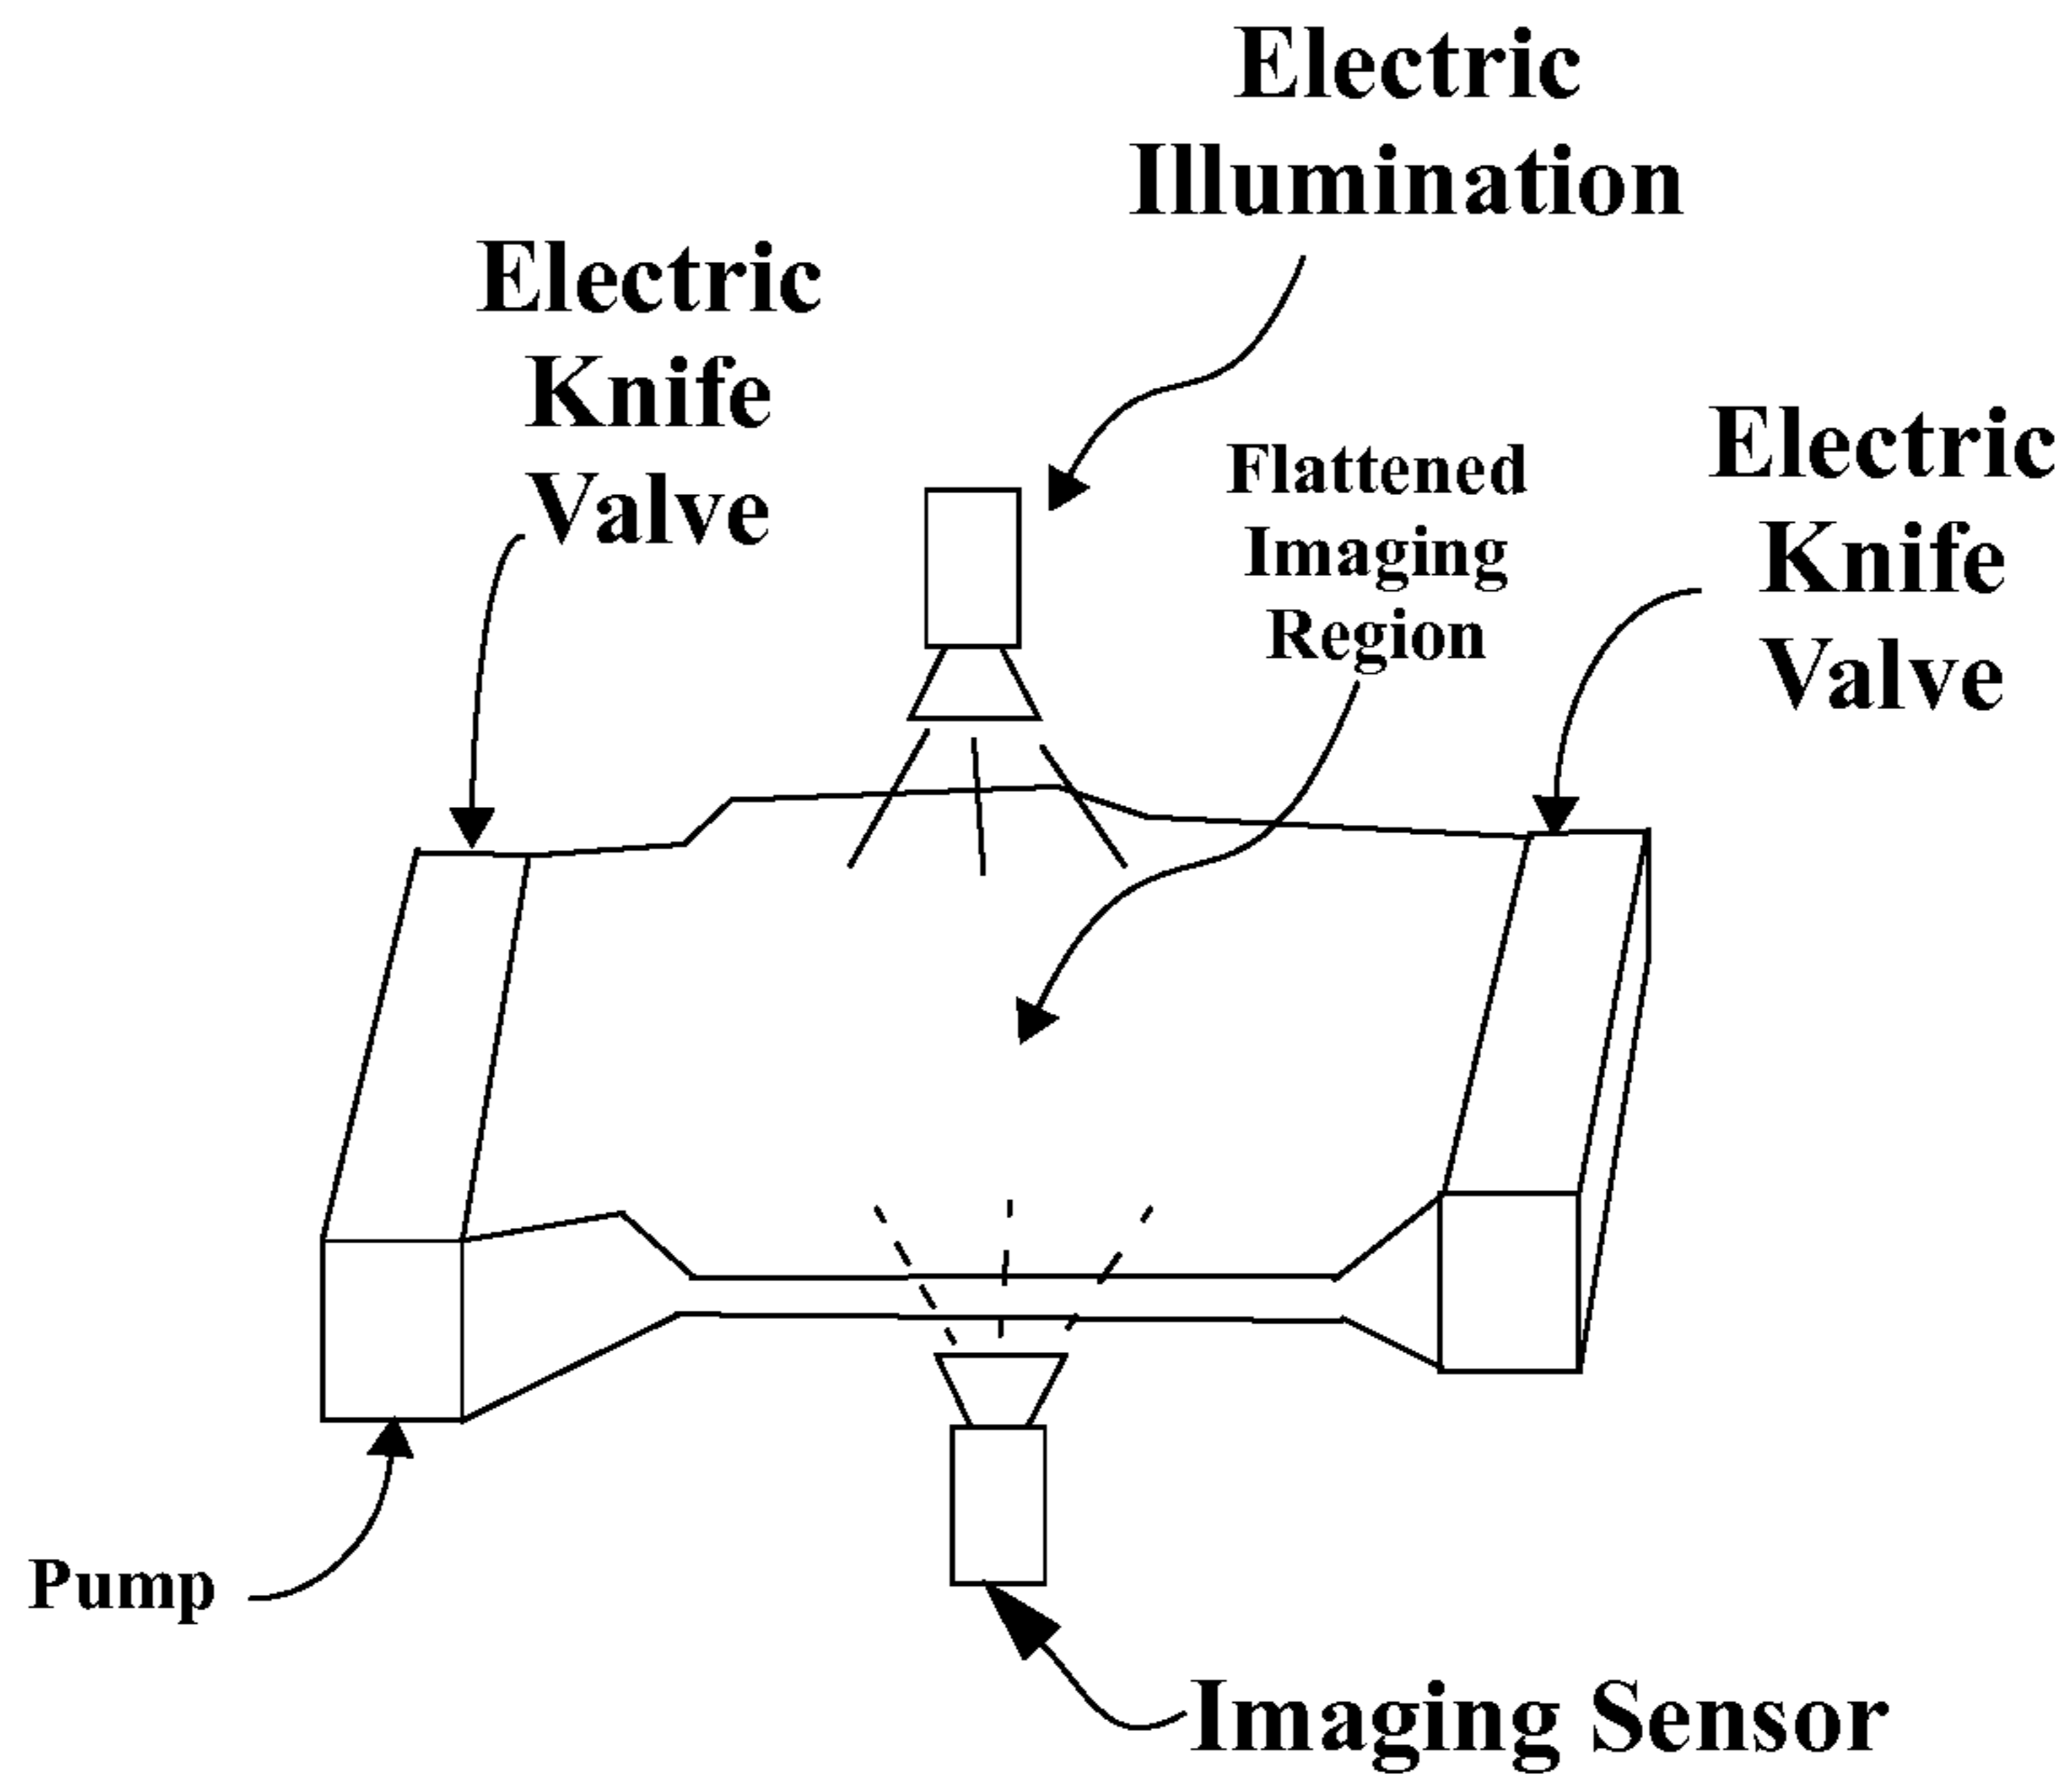 Electric
Illumination
Electric
Knife
Valve
Electric
Knife
Valve
Flattened
Imaging
Region
Pump
Imaging Sensor